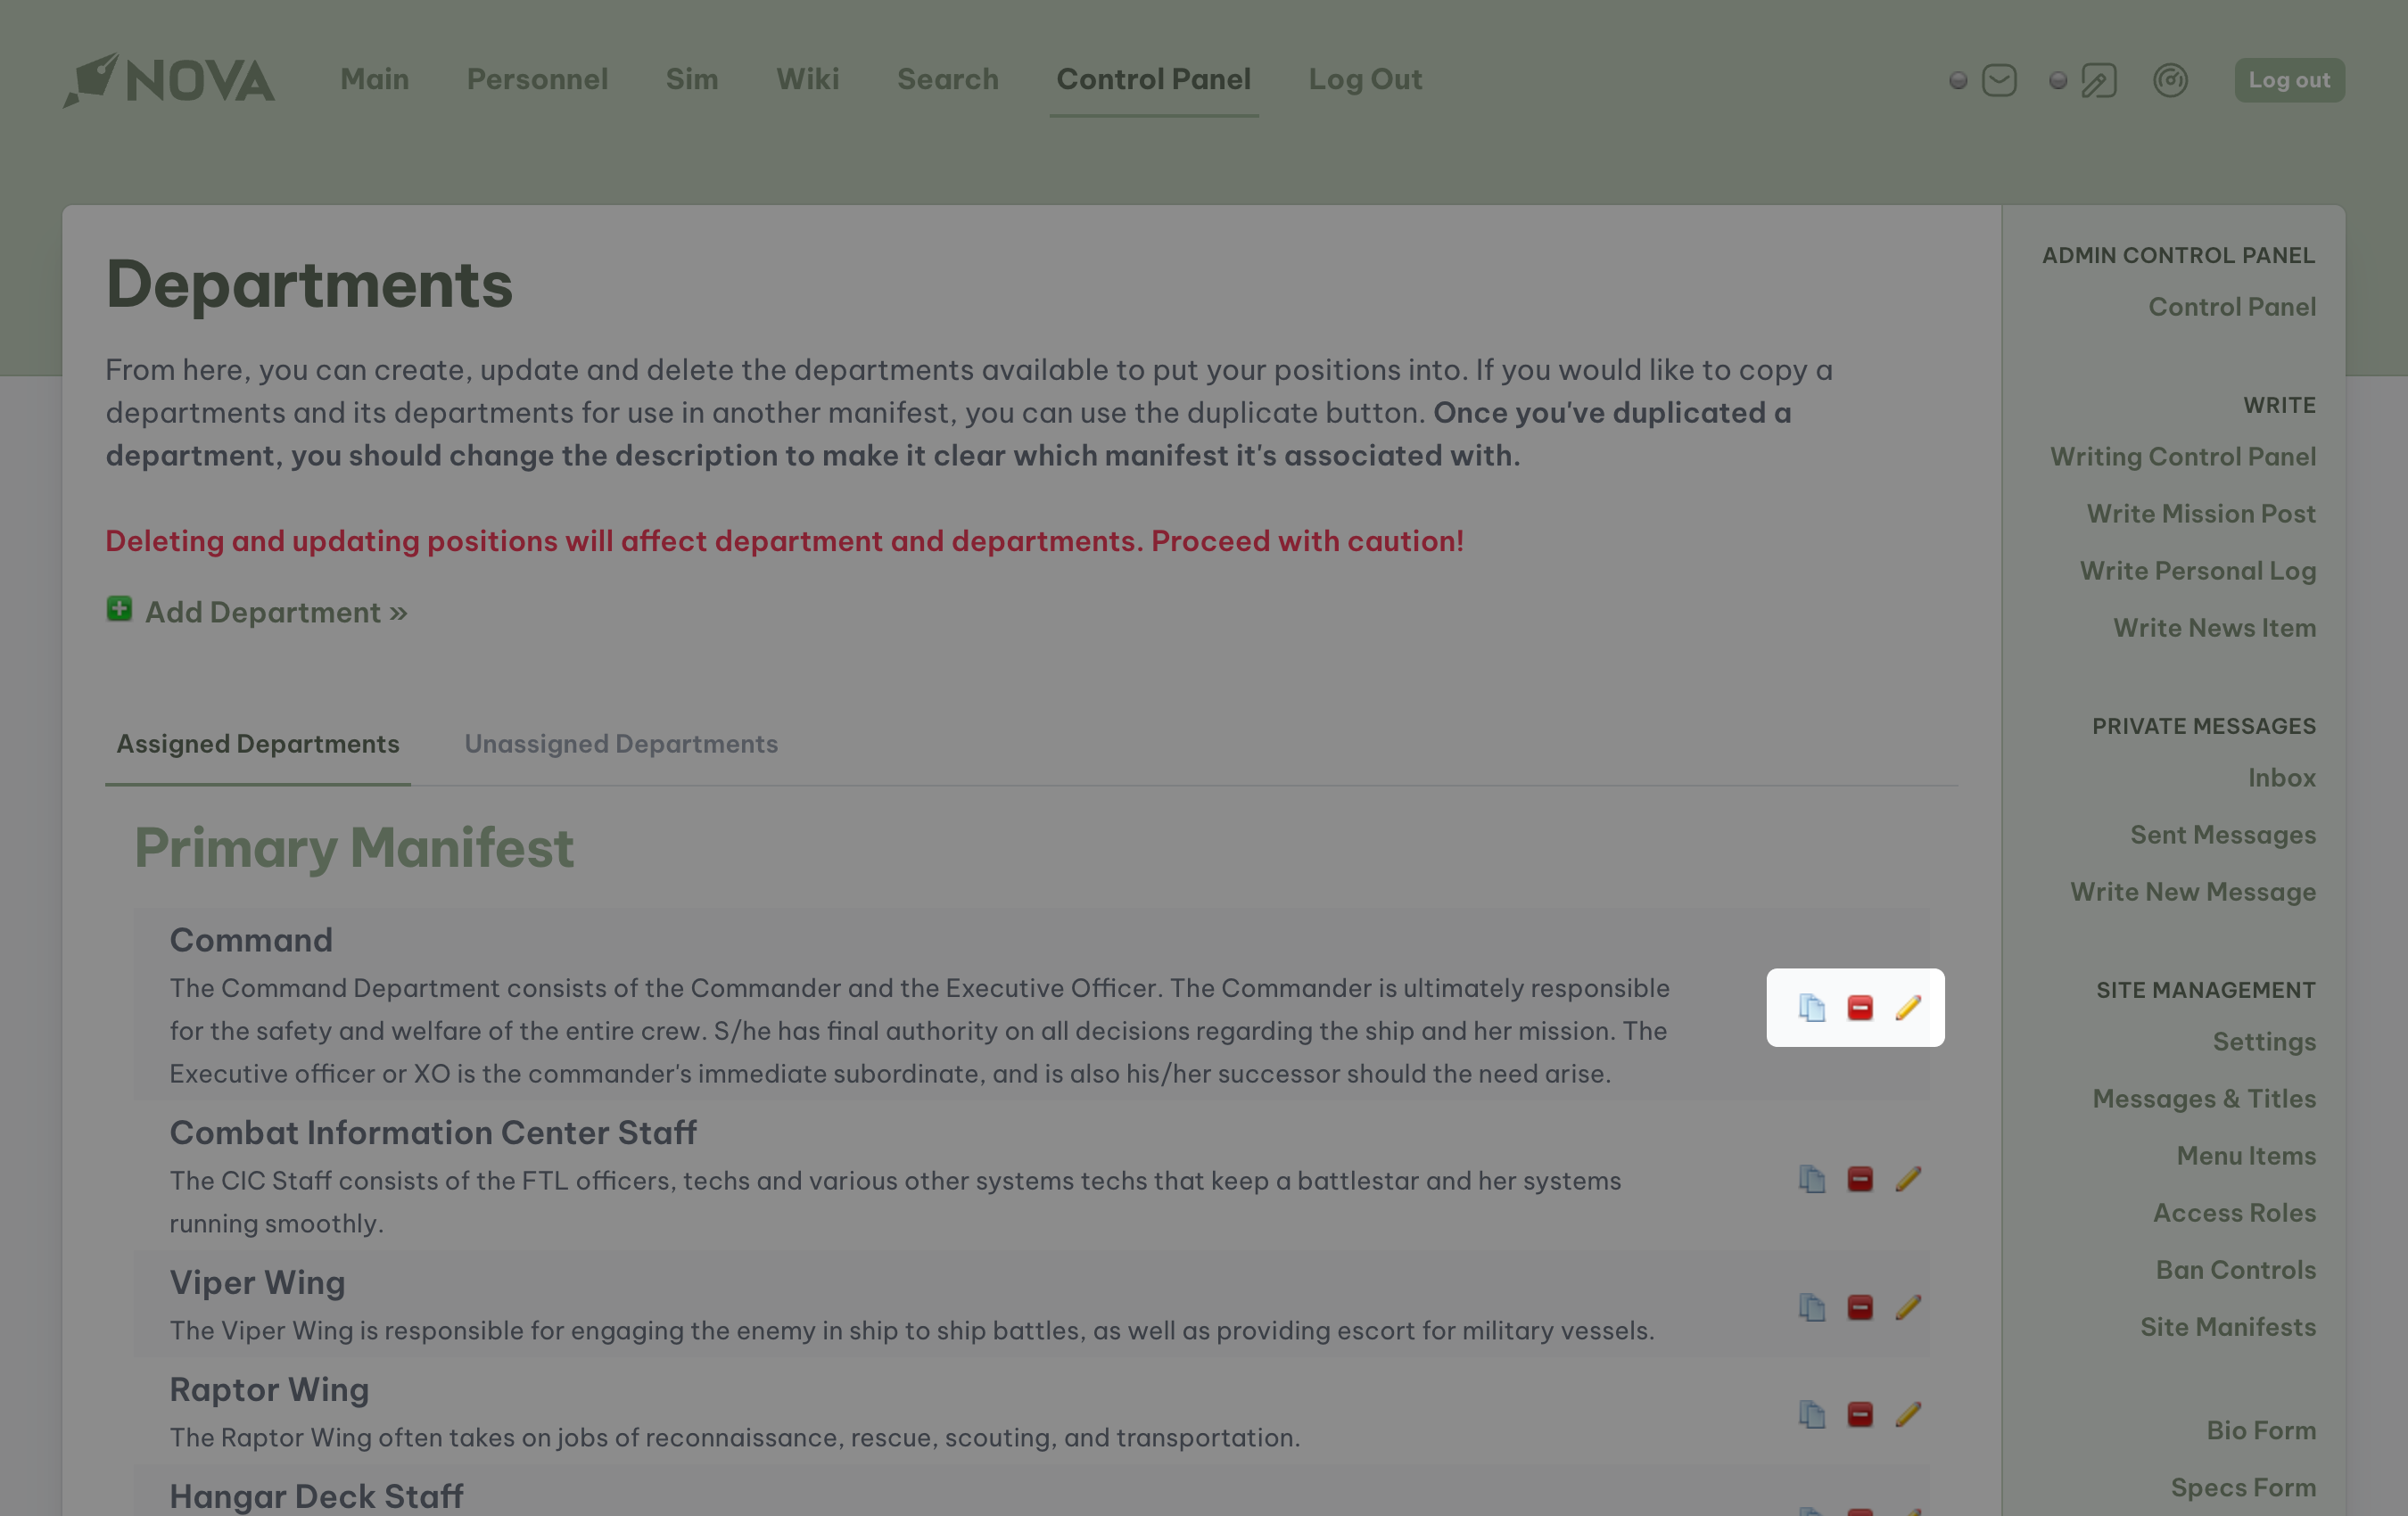 NOVA
Main
Personnel
Sim
Wiki
Search
Control Panel
Log Out
Log out
Departments
From here, you can create, update and delete the departments available to put your positions into. If you would like to copy a
departments and its departments for use in another manifest, you can use the duplicate button. Once you've duplicated a
department, you should change the description to make it clear which manifest it's associated with.
Deleting and updating positions will affect department and departments. Proceed with caution!
Add Department »
Assigned Departments
Unassigned Departments
Primary Manifest
Command
The Command Department consists of the Commander and the Executive Officer. The Commander is ultimately responsible
for the safety and welfare of the entire crew. S/he has final authority on all decisions regarding the ship and her mission. The
Executive officer or XO is the commander's immediate subordinate, and is also his/her successor should the need arise.
Combat Information Center Staff
The CIC Staff consists of the FTL officers, techs and various other systems techs that keep a battlestar and her systems
running smoothly.
Viper Wing
The Viper Wing is responsible for engaging the enemy in ship to ship battles, as well as providing escort for military vessels.
Raptor Wing
The Raptor Wing often takes on jobs of reconnaissance, rescue, scouting, and transportation.
Hangar Deck Staff
ADMIN CONTROL PANEL
Control Panel
WRITE
Writing Control Panel
Write Mission Post
Write Personal Log
Write News Item
PRIVATE MESSAGES
Inbox
Sent Messages
Write New Message
SITE MANAGEMENT
Settings
Messages & Titles
Menu Items
Access Roles
Ban Controls
Site Manifests
Bio Form
Specs Form